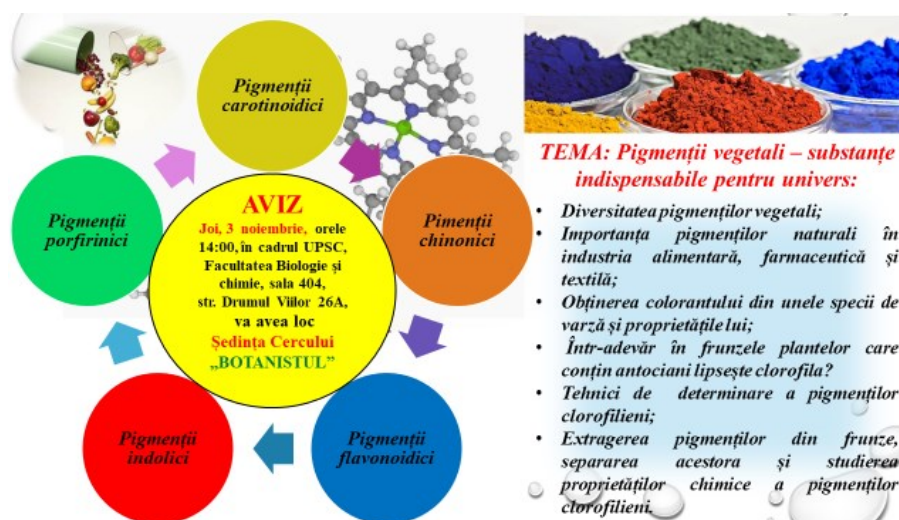 Pigmenții
carotinoidici
Pigmenții
porfirinici
Pimenții
chinonici
AVIZ
Joi, 3 noiembrie, orele
14:00, în cadrul UPSC,
Facultatea Biologie și
chimie, sala 404,
str. Drumul Viilor 26A,
va avea loc
Ședința Cercului
„BOTANISTUL”
Pigmenții
indolici
Pigmenții
flavonoidici
TEMA: Pigmenții vegetali – substanțe
indispensabile pentru univers:
• Diversitatea pigmenților vegetali;
• Importanța pigmenților naturali în
industria alimentară, farmaceutică și
textilă;
• Obținerea colorantului din unele specii de
varză și proprietățile lui;
• Într-adevăr în frunzele plantelor care
conțin antociani lipsește clorofila?
• Tehnici de determinare a pigmenților
clorofilieni;
• Extragerea pigmenților din frunze,
separarea acestora și studierea
proprietăților chimice a pigmenților
clorofilieni.